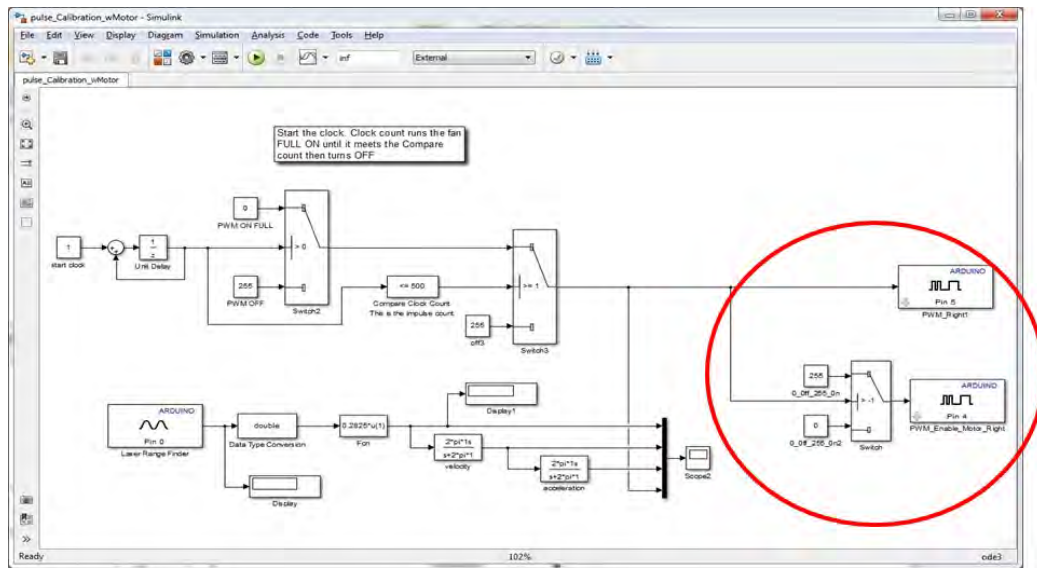 pulse_Calibration_wMotor - Simulink
File Edit View Display Diagram Simulation Analysis Code Tools Help
inf
External
pulse_Calibration_wMotor
Start the clock. Clock count runs the fan
FULL ON until it meets the Compare
count then turns OFF
0
PWM ON FULL
1
start clock
1
z
Unit Delay
> 0
255
PWM OFF
Switch2
<= 500
Compare Clock Count
This is the impulse count
>= 1
255
off3
Switch3
ARDUINO
Pin 5
PWM_Right1
255
0_Off_255_0n
> -1
0
0_Off_255_0n2
Switch
ARDUINO
Pin 4
PWM_Enable_Motor_Right
ARDUINO
Pin 0
Laser Range Finder
double
Data Type Conversion
0.2825*u(1)
Fcn
Display1
2*pi*1s
s+2*pi*1
velocity
2*pi*1s
s+2*pi*1
acceleration
Scope2
Display
Ready
102%
ode3